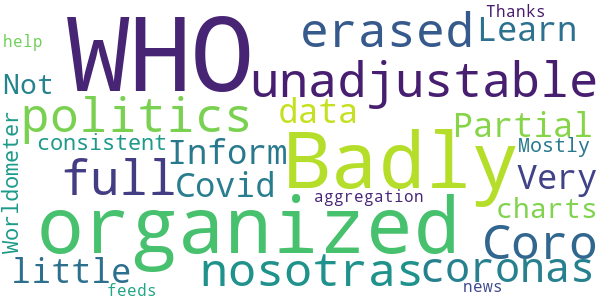 Thanks
WHO
erased
Learn
help
Not
unadjustable
politics
data
Partial
consistent
Inform
Badly
Mostly
Worldometer
full
Covid
Very
aggregation
charts
organized
Coro
little
nosotras
coronas
feeds
news